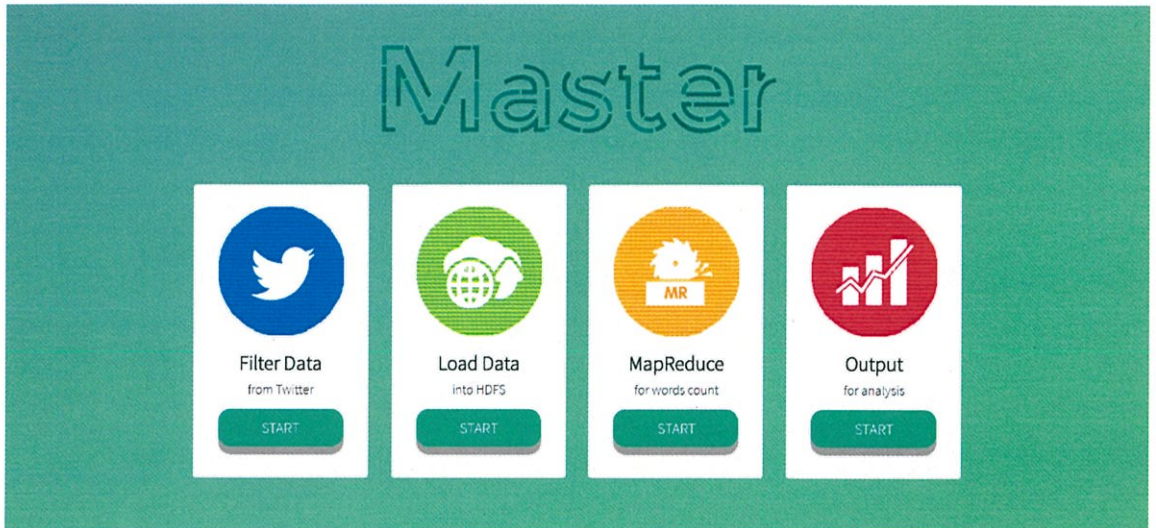 Master
MR
Filter Data
from Twitter
START
Load Data
into HDFS
START
MapReduce
for words count
START
Output
for analysis
START